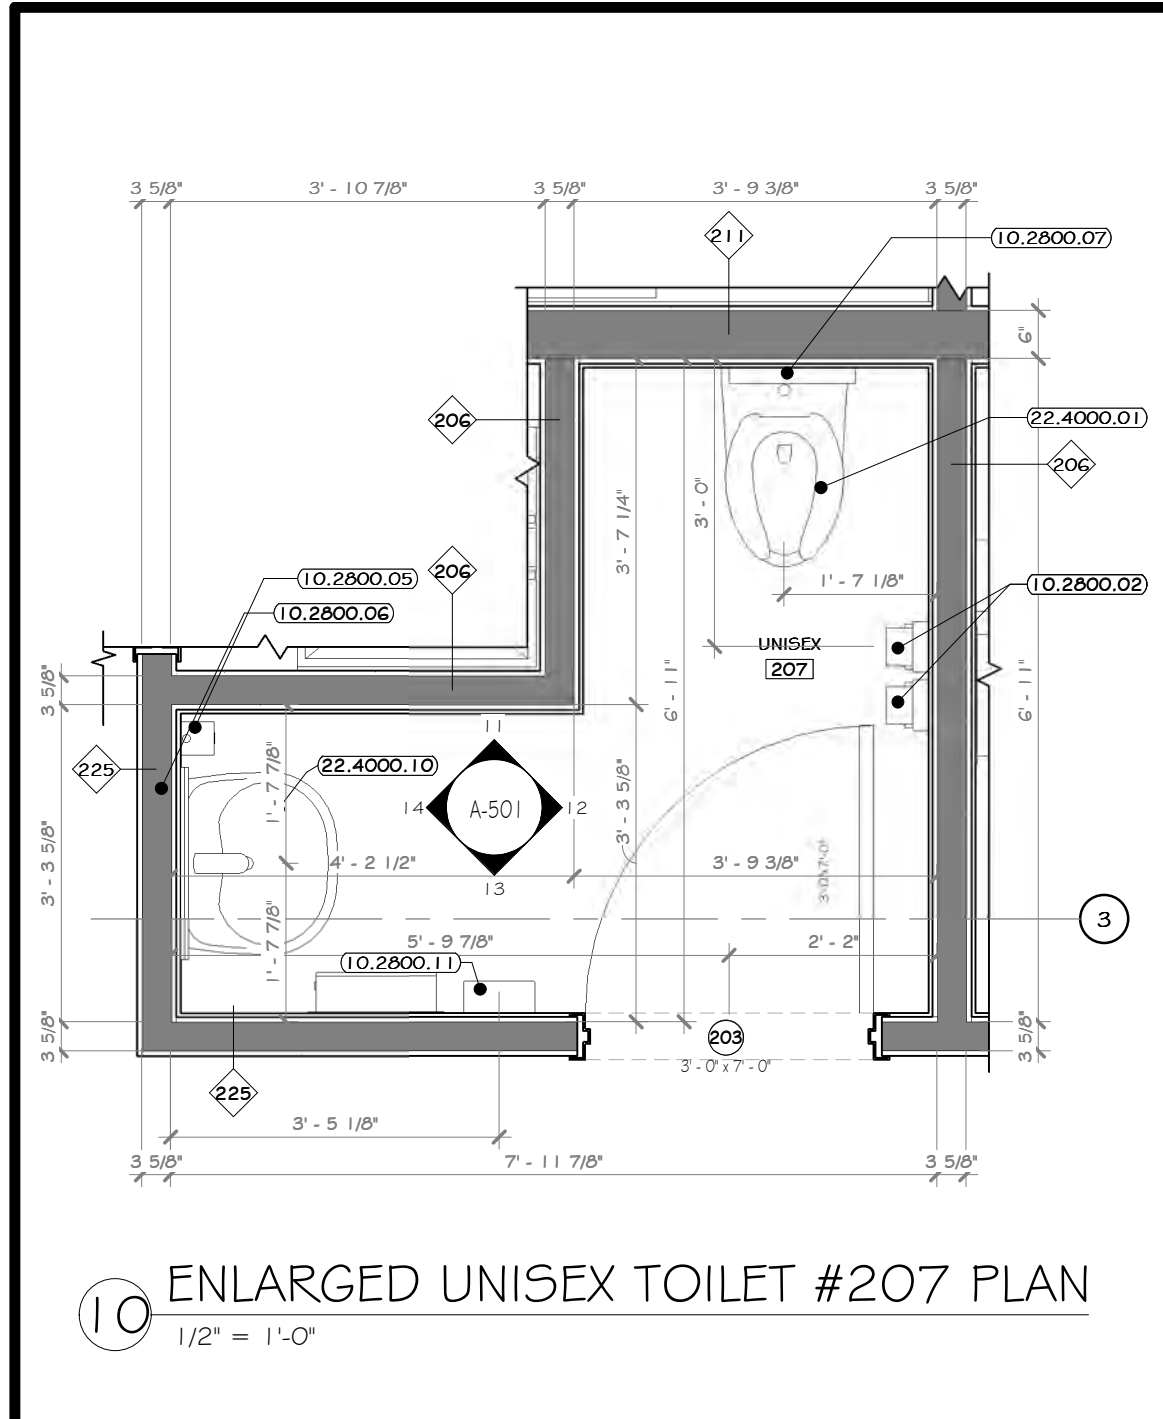 3 5/8" 3' - 10 7/8" 3 5/8" 3' - 9 3/8" 3 5/8"
211
10.2800.07
6"
206
22.4000.01
206
3' - 7 1/4"
3' - 0"
1' - 7 1/8"
10.2800.05
206
10.2800.02
10.2800.06
UNISEX
207
3 5/8"
6' - 11"
6' - 11"
11
225
22.4000.10
1' - 7 7/8"
14
A-501
12
3' - 3 5/8"
3' - 3 5/8"
4' - 2 1/2"
3' - 9 3/8"
3'-0"x7'-0"
13
3
1' - 7 7/8"
5' - 9 7/8"
2' - 2"
10.2800.11
3 5/8"
203
3 5/8"
3' - 0" x 7' - 0"
225
3' - 5 1/8"
3 5/8" 7' - 11 7/8" 3 5/8"
10
ENLARGED UNISEX TOILET #207 PLAN
1/2" = 1'-0"